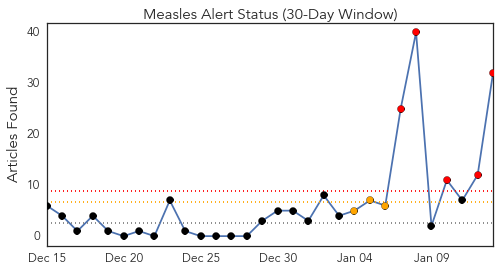 Measles Alert Status (30-Day Window)
Articles Found
40
30
20
10
0
Dec 15
Dec 20
Dec 25
Dec 30
Jan 04
Jan 09